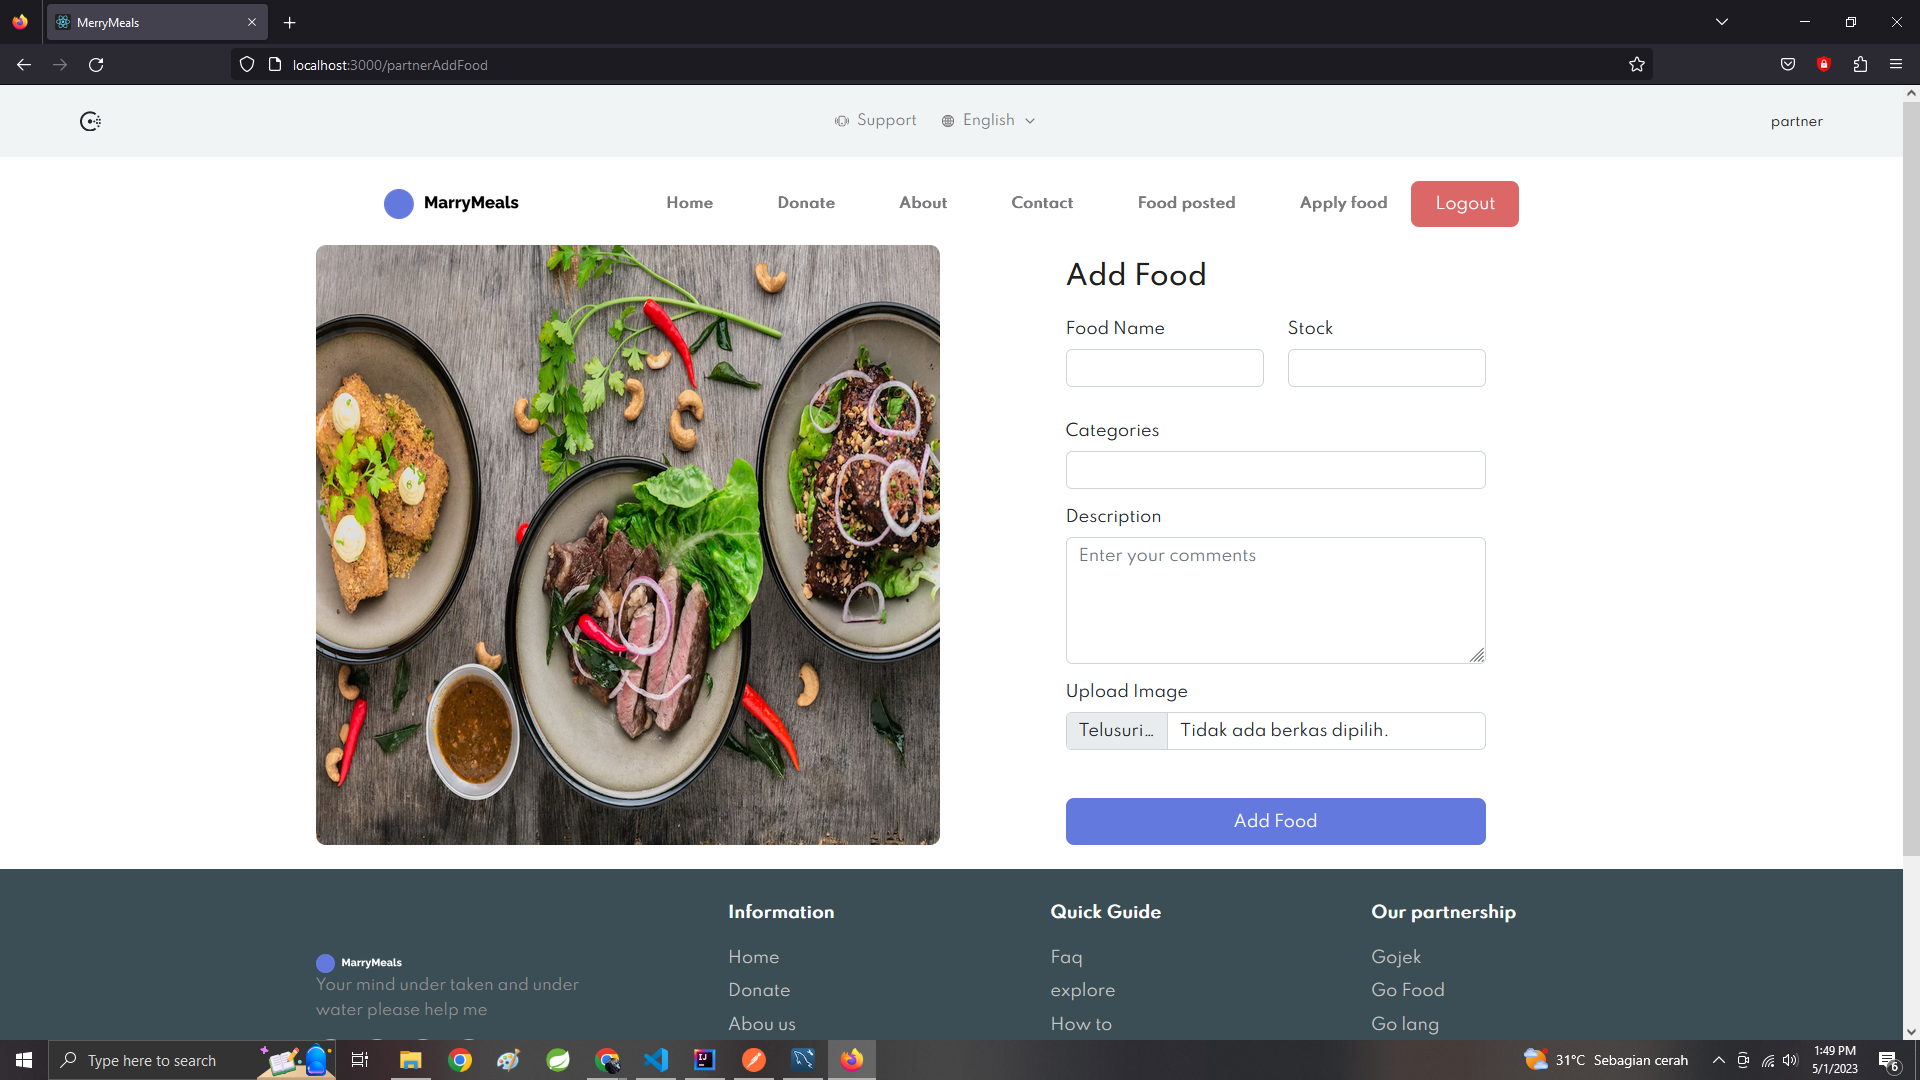 MerryMeals
localhost:3000/partnerAddFood
Support
English
partner
MarryMeals
Home
Donate
About
Contact
Food posted
Apply food
Logout
Add Food
Food Name
Stock
Categories
Description
Enter your comments
Upload Image
Telusuri...
Tidak ada berkas dipilih.
Add Food
MarryMeals
Your mind under taken and under
water please help me
Information
Home
Donate
Abou us
Quick Guide
Faq
explore
How to
Our partnership
Gojek
Go Food
Go lang
Type here to search
31°C Sebagian cerah
1:49 PM
5/1/2023
6